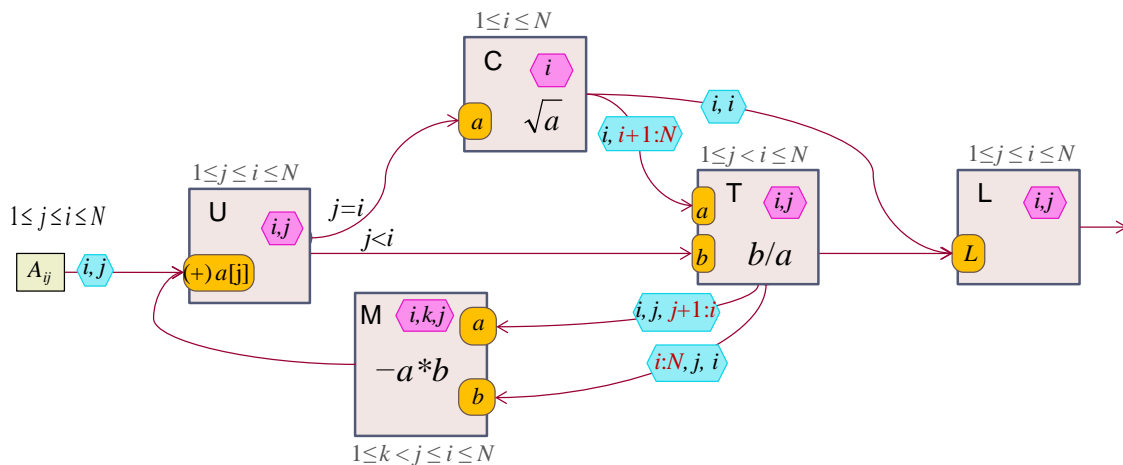 1≤i≤N
C
i
a
√a
i, i
i, i+1:N
1≤j<i≤N
1≤j≤i≤N
1≤j≤i≤N
1≤j≤i≤N
U
i,j
j=i
T
i,j
a
L
i,j
j<i
b
b/a
L
A_ij
i, j
(+) a[j]
M
i,k,j
a
i, j, j+1:i
−a*b
i:N, j, i
b
1≤k<j≤i≤N